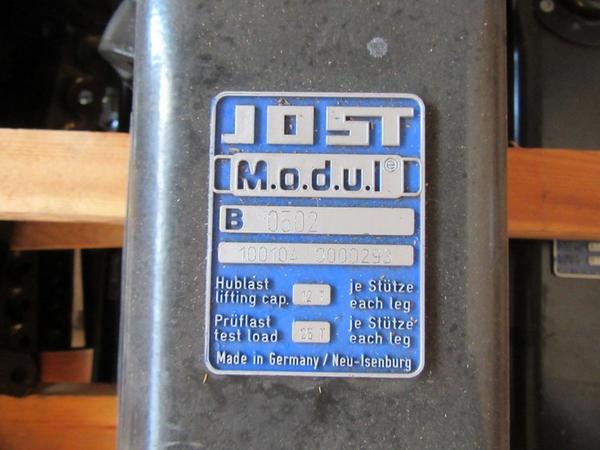 JOST
M.o.d.u.l ®
B 0302
100104 0000293
Hublast 12 T je Stütze
lifting cap. each leg
Prüflast 25 T je Stütze
test load each leg
Made in Germany / Neu-Isenburg